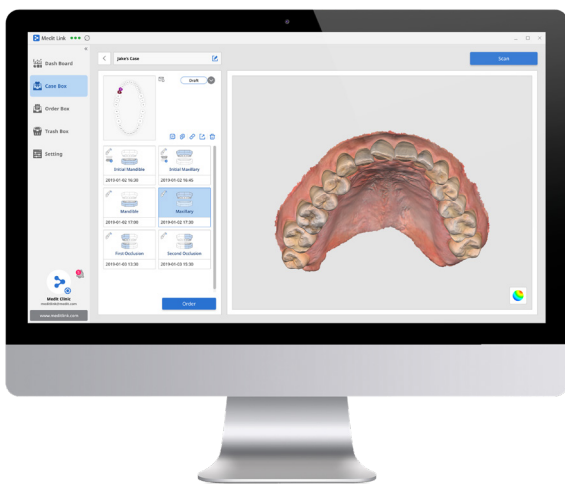 Medit Link
Jake's Case
Scan
Dash Board
Case Box
Order Box
Trash Box
Setting
Draft
Initial Mandible
Initial Maxillary
2019-01-02 16:30
2019-01-02 16:45
Mandible
Maxillary
2019-01-02 17:00
2019-01-02 17:30
First Occlusion
Second Occlusion
2019-01-03 13:30
2019-01-03 15:30
Medit Clinic
meditlink@medit.com
www.meditlink.com
Order